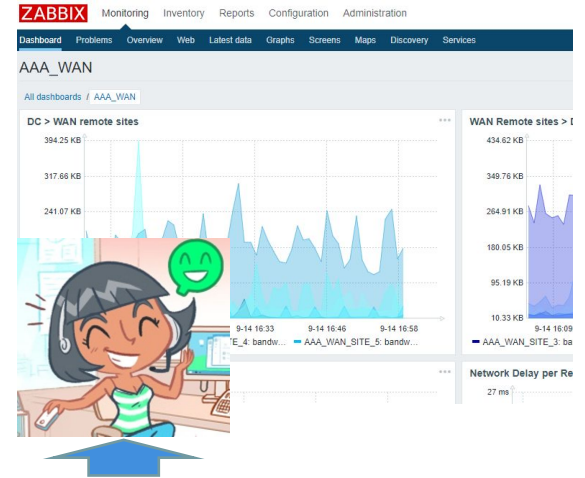 ZABBIX Monitoring Inventory Reports Configuration Administration
Dashboard Problems Overview Web Latest data Graphs Screens Maps Discovery Services
AAA_WAN
All dashboards / AAA_WAN
DC > WAN remote sites
394.25 KB
317.66 KB
241.07 KB
9-14 16:33 9-14 16:46 9-14 16:58
E_4: bandw... AAA_WAN_SITE_5: bandw...
WAN Remote sites > D
434.62 KB
349.76 KB
264.91 KB
180.05 KB
95.19 KB
10.33 KB
9-14 16:09
AAA_WAN_SITE_3: ba
Network Delay per Re
27 ms